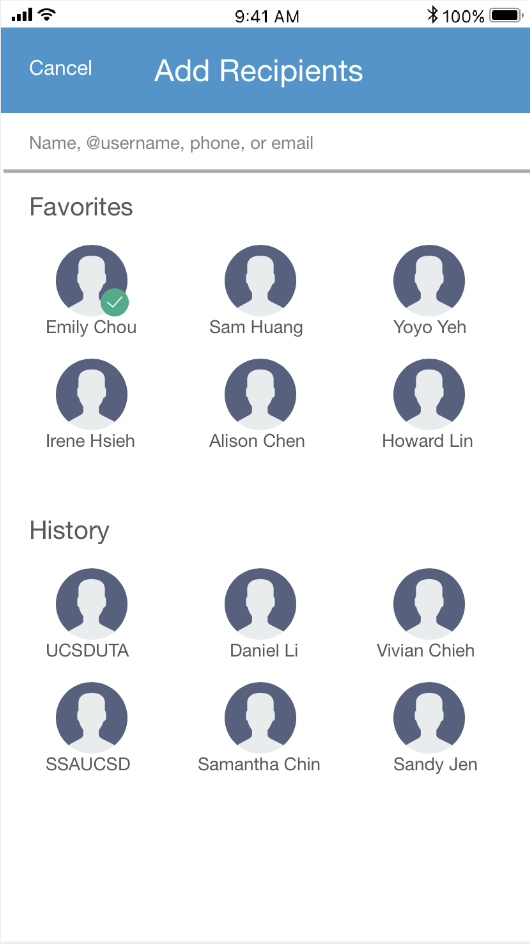 9:41 AM 100%
Cancel Add Recipients
Name, @username, phone, or email
Favorites
Emily Chou Sam Huang Yoyo Yeh
Irene Hsieh Alison Chen Howard Lin
History
UCSDUTA Daniel Li Vivian Chieh
SSAUCSD Samantha Chin Sandy Jen